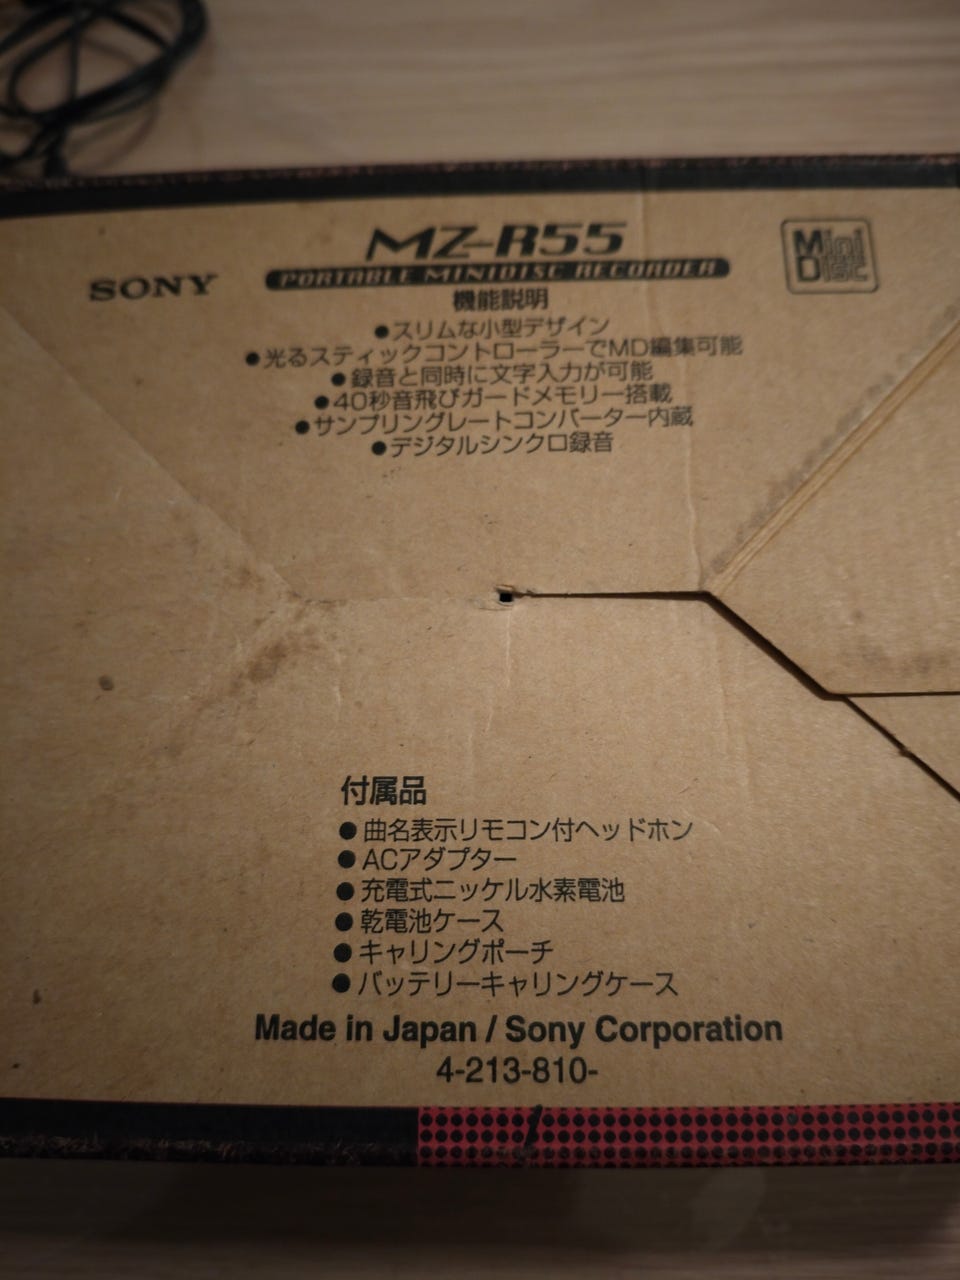 SONY
MZ-R55
PORTABLE MINIDISC RECORDER
Mini
Disc
機能説明
●スリムな小型デザイン
●光るスティックコントローラーでMD編集可能
●録音と同時に文字入力が可能
●40秒音飛びガードメモリー搭載
●サンプリングレートコンバーター内蔵
●デジタルシンクロ録音
付属品
●曲名表示リモコン付ヘッドホン
●ACアダプター
●充電式ニッケル水素電池
●乾電池ケース
●キャリングポーチ
●バッテリーキャリングケース
Made in Japan / Sony Corporation
4-213-810-